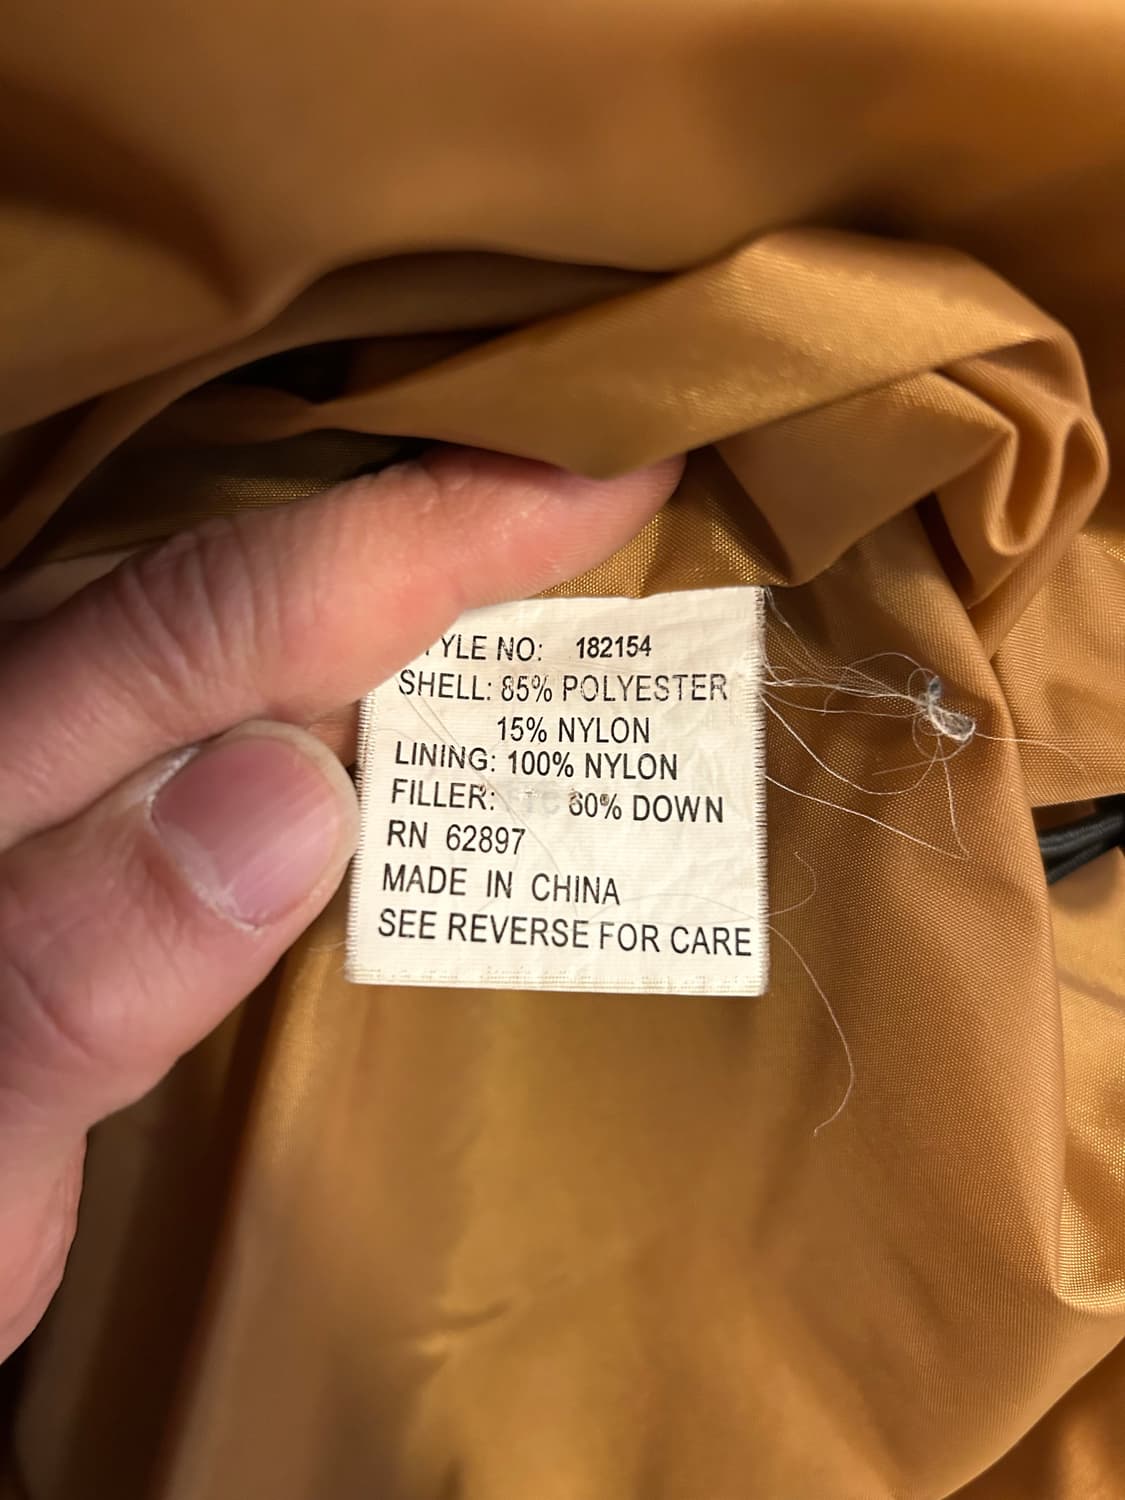 YLE NO: 182154
SHELL: 85% POLYESTER
15% NYLON
LINING: 100% NYLON
FILLER: DOWN
RN 62897
MADE IN CHINA
SEE REVERSE FOR CARE